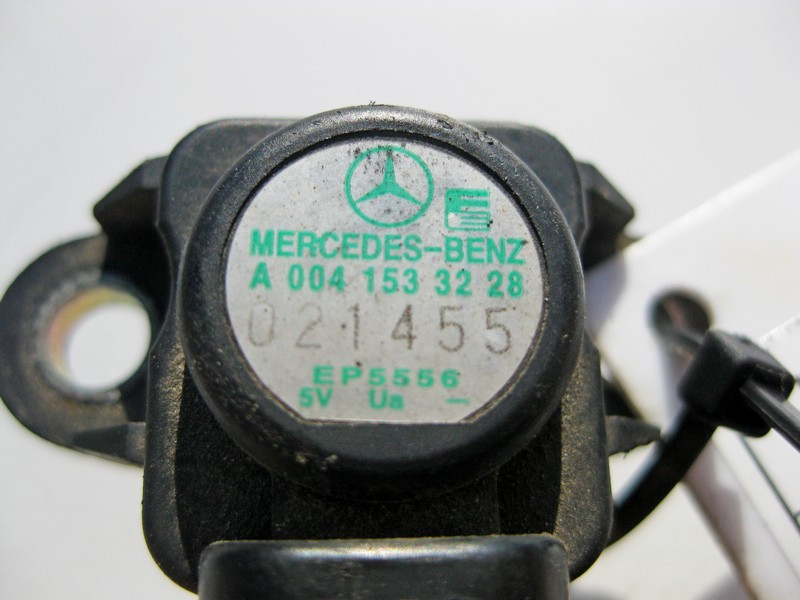 MERCEDES-BENZ
A 004 153 32 28
021455
EP5556
5V Ua —